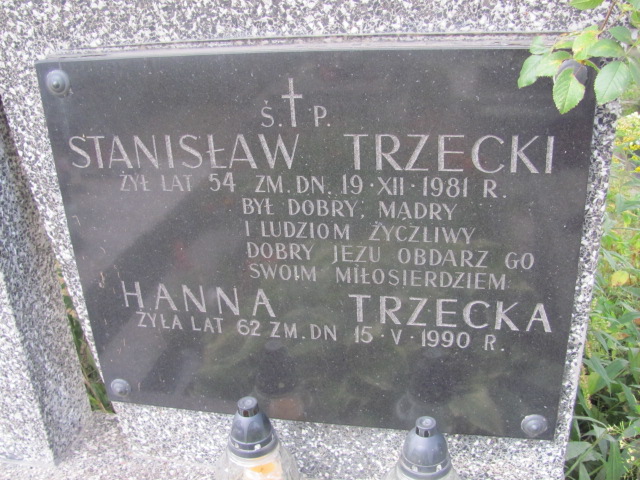 Ś. † P.
STANISŁAW TRZECKI
ŻYŁ LAT 54 ZM. DN. 19·XII·1981 R.
BYŁ DOBRY, MĄDRY
I LUDZIOM ŻYCZLIWY
DOBRY JEZU OBDARZ GO
SWOIM MIŁOSIERDZIEM
HANNA TRZECKA
ŻYŁA LAT 62 ZM. DN 15·V·1990 R.